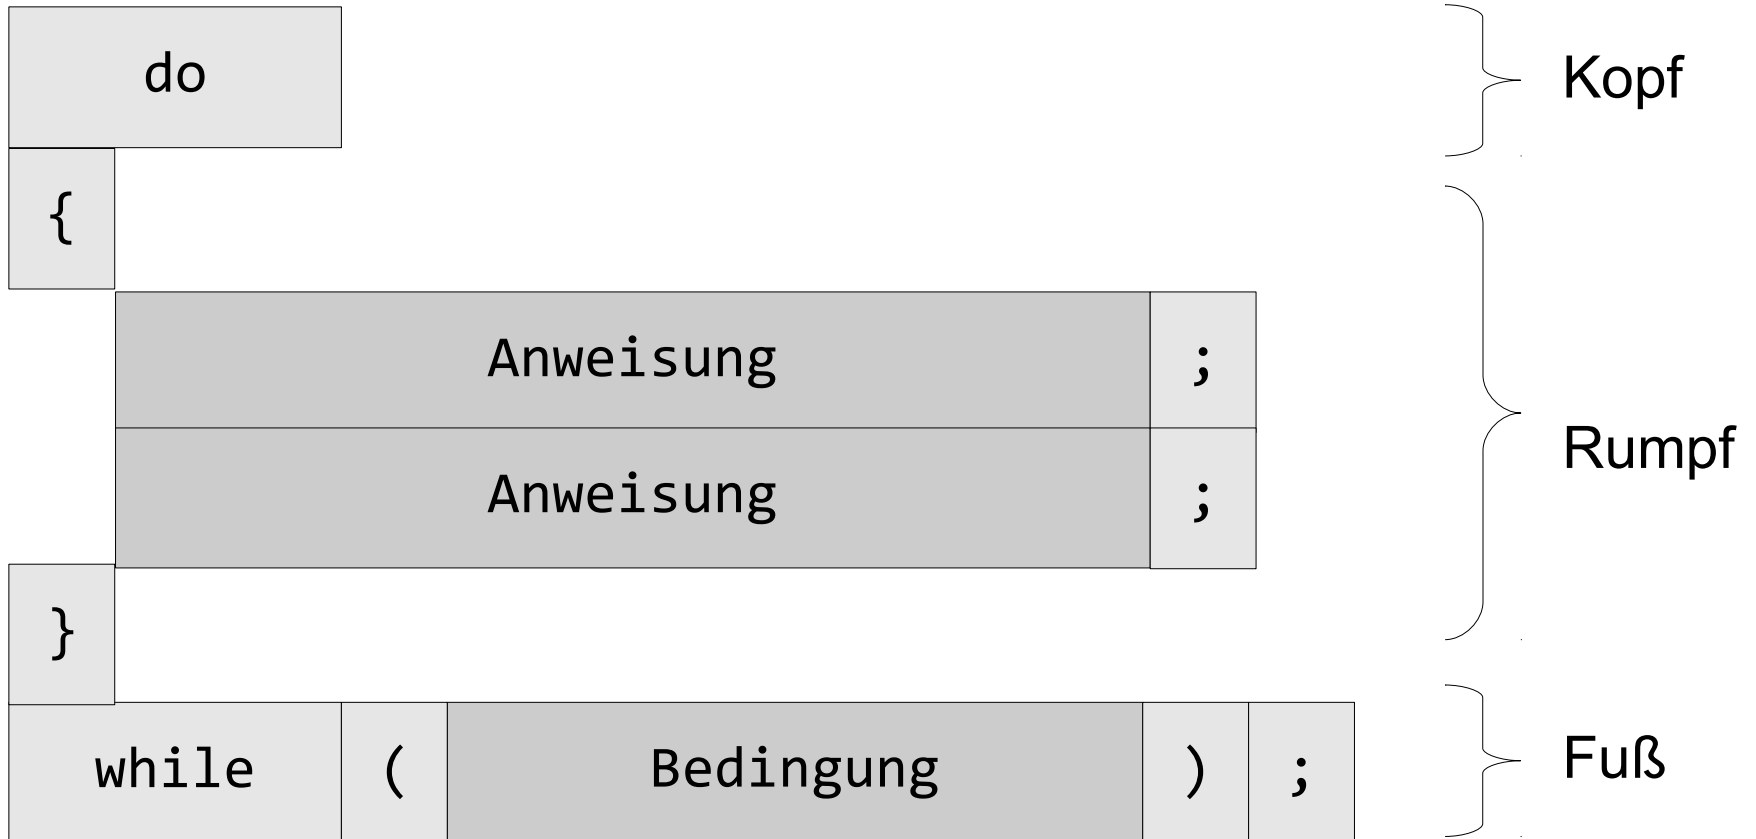 do Kopf
{
Anweisung ;
Rumpf
Anweisung ;
}
while ( Bedingung ) ; Fuß